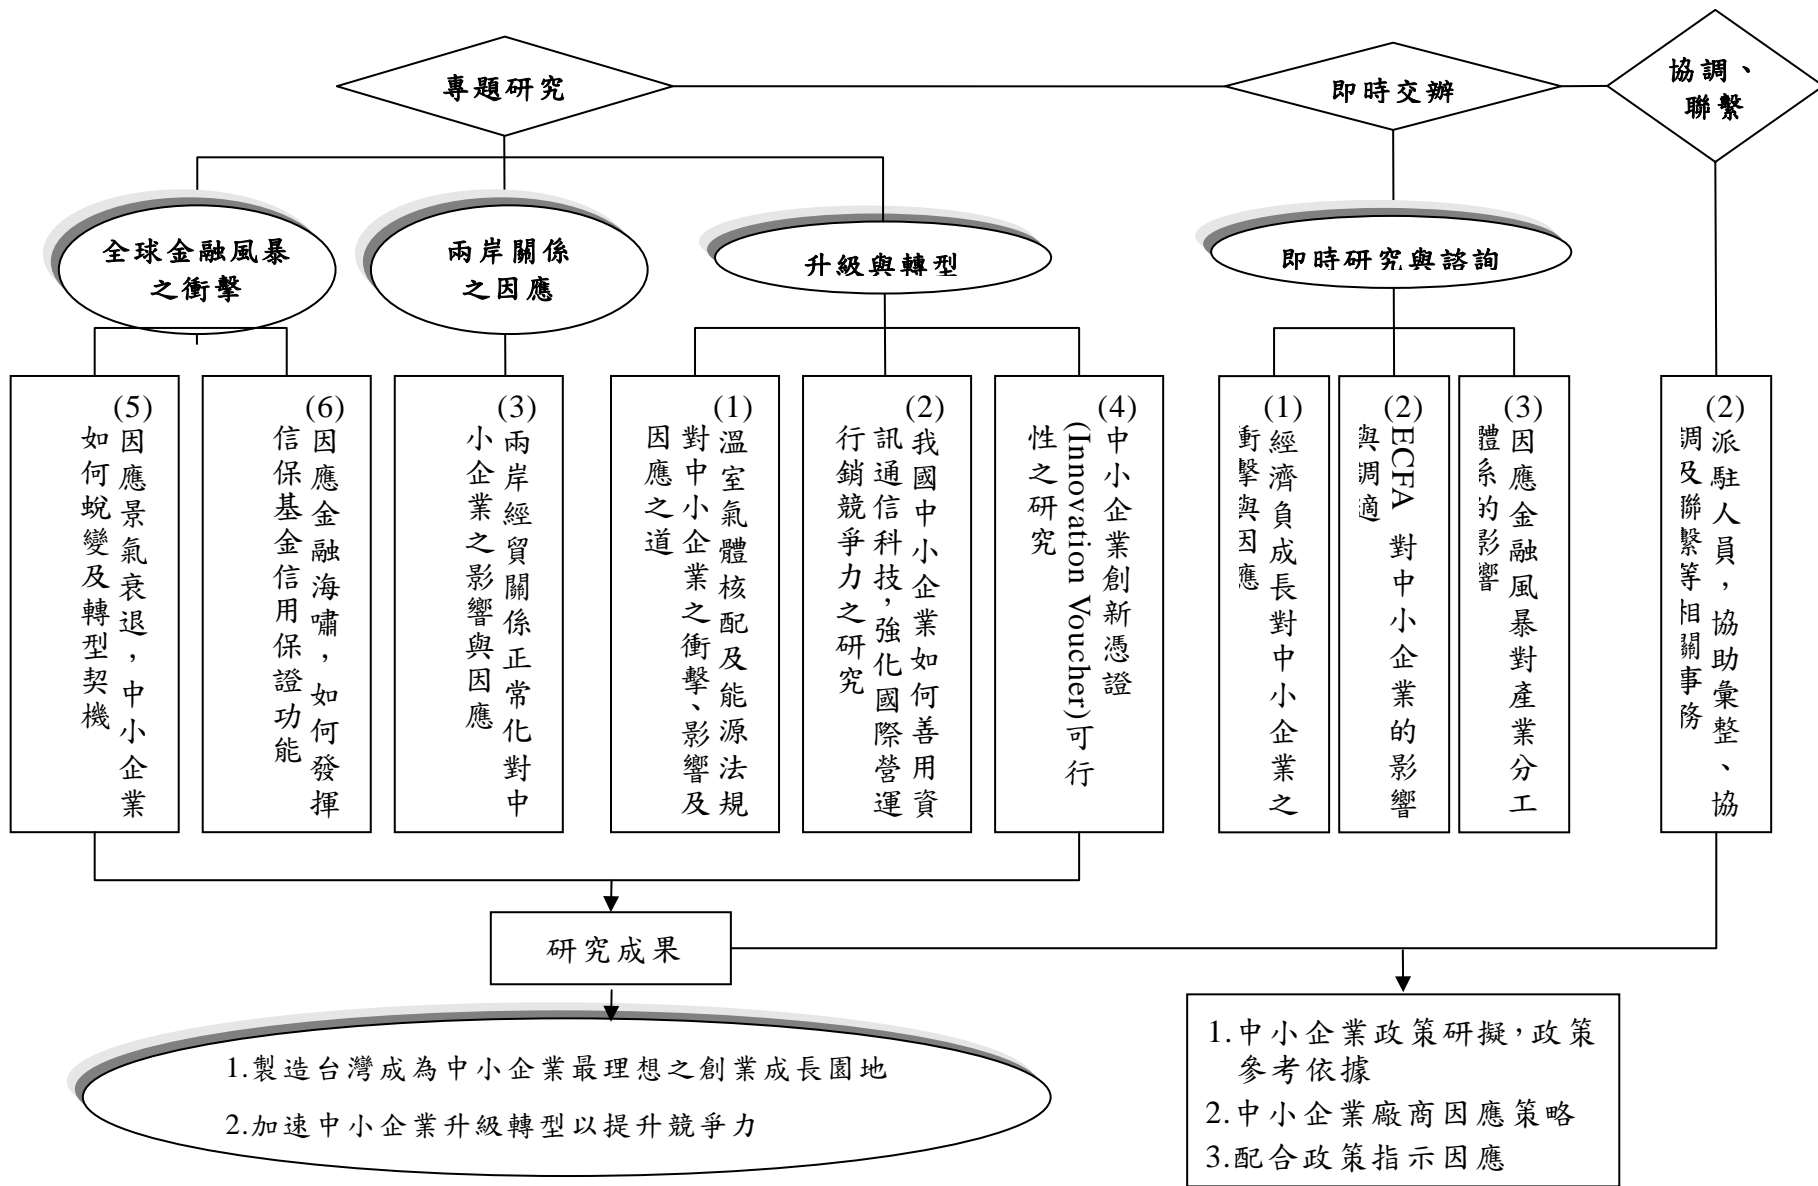 專題研究
即時交辦
協調、
聯繫
全球金融風暴
之衝擊
兩岸關係
之因應
升級與轉型
即時研究與諮詢
(5)
因應景氣衰退，中小企業
如何蛻變及轉型契機
(6)
因應金融海嘯，如何發揮
信保基金信用保證功能
(3)
兩岸經貿關係正常化對中
小企業之影響與因應
(1)
溫室氣體核配及能源法規
對中小企業之衝擊、影響及
因應之道
(2)
我國中小企業如何善用資
訊通信科技，強化國際營運
行銷競爭力之研究
(4)
中小企業創新憑證
(Innovation Voucher)可行
性之研究
(1)
經濟負成長對中小企業之
衝擊與因應
(2)
ECFA 對中小企業的影響
與調適
(3)
因應金融風暴對產業分工
體系的影響
(2)
派駐人員，協助彙整、協
調及聯繫等相關事務
研究成果
1.製造台灣成為中小企業最理想之創業成長園地
2.加速中小企業升級轉型以提升競爭力
1.中小企業政策研擬，政策
參考依據
2.中小企業廠商因應策略
3.配合政策指示因應